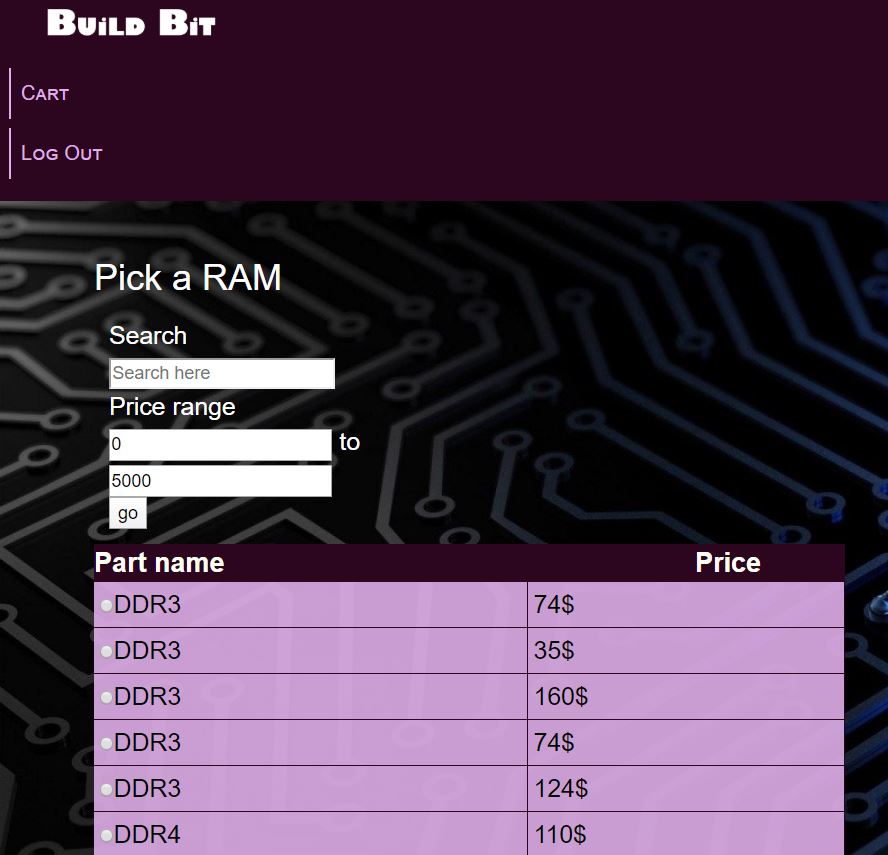 Build Bit
Cart
Log Out
Pick a RAM
Search
Search here
Price range
0 to
5000
go
Part name Price
DDR3 74$
DDR3 35$
DDR3 160$
DDR3 74$
DDR3 124$
DDR4 110$